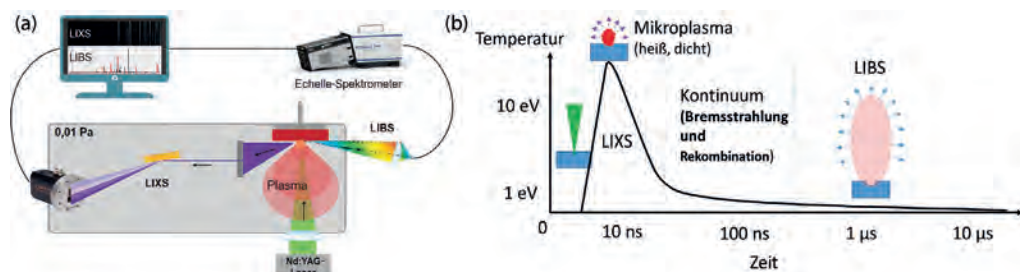 (a)
LIXS
LIBS
Echelle-Spektrometer
0,01 Pa
LIBS
LIXS
Plasma
Nd:YAG-
(b)
Temperatur
Mikroplasma
(heiß, dicht)
LIBS
10 eV
Kontinuum
(Bremsstrahlung
und
Rekombination)
LIXS
1 eV
0
10 ns
100 ns
1 µs
10 µs
Zeit